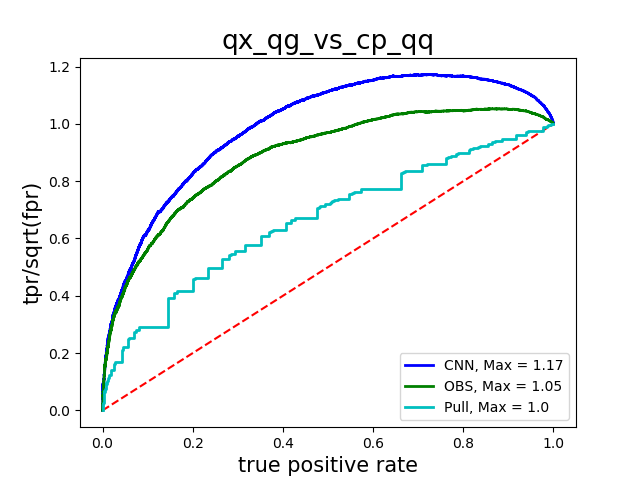 qx_qg_vs_cp_qq
tpr/sqrt(fpr)
1.2
1.0
0.8
0.6
0.4
0.2
0.0
CNN, Max = 1.17
OBS, Max = 1.05
Pull, Max = 1.0
0.0 0.2 0.4 0.6 0.8 1.0
true positive rate